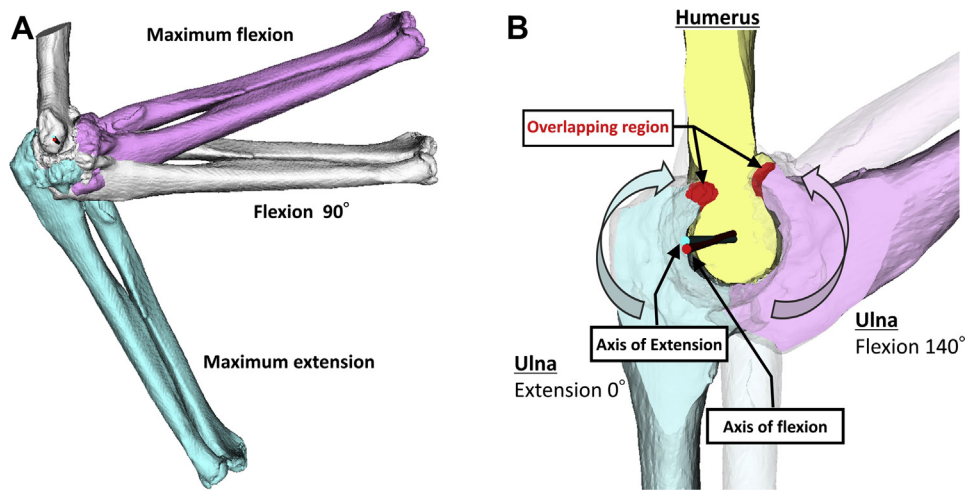 A
Maximum flexion
Flexion 90°
Maximum extension
B
Humerus
Overlapping region
Axis of Extension
Ulna
Extension 0°
Ulna
Flexion 140°
Axis of flexion